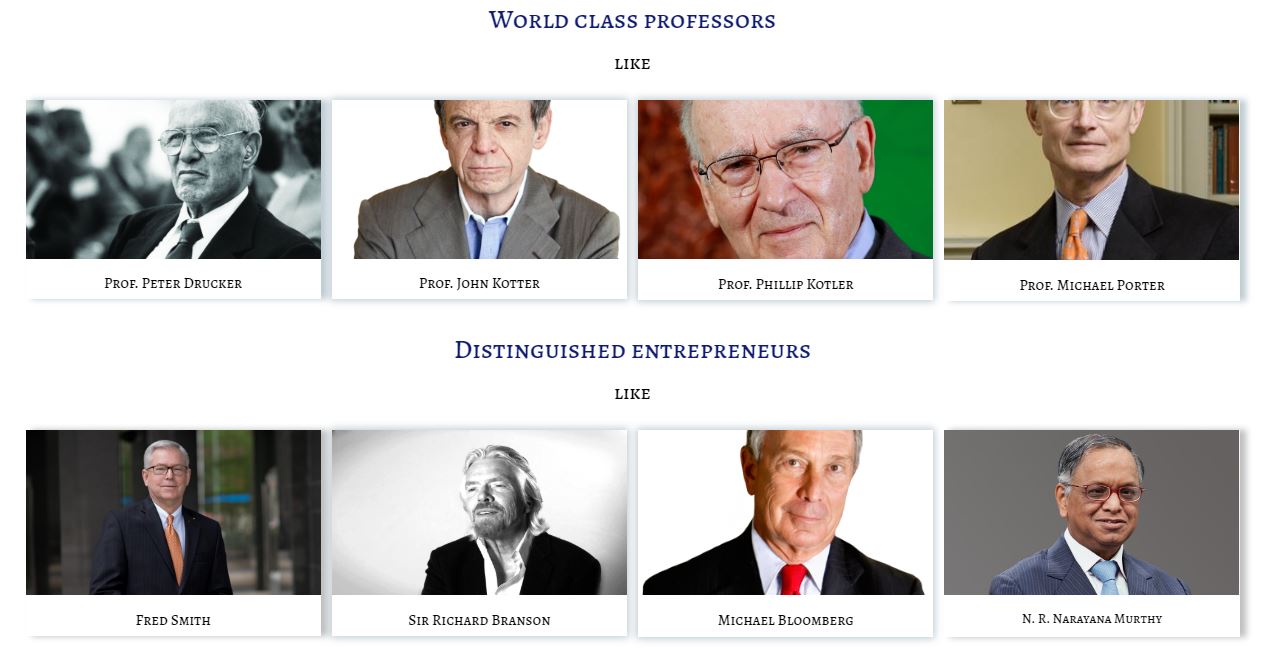 World class professors
like
Prof. Peter Drucker
Prof. John Kotter
Prof. Phillip Kotler
Prof. Michael Porter
Distinguished entrepreneurs
like
Fred Smith
Sir Richard Branson
Michael Bloomberg
N. R. Narayana Murthy